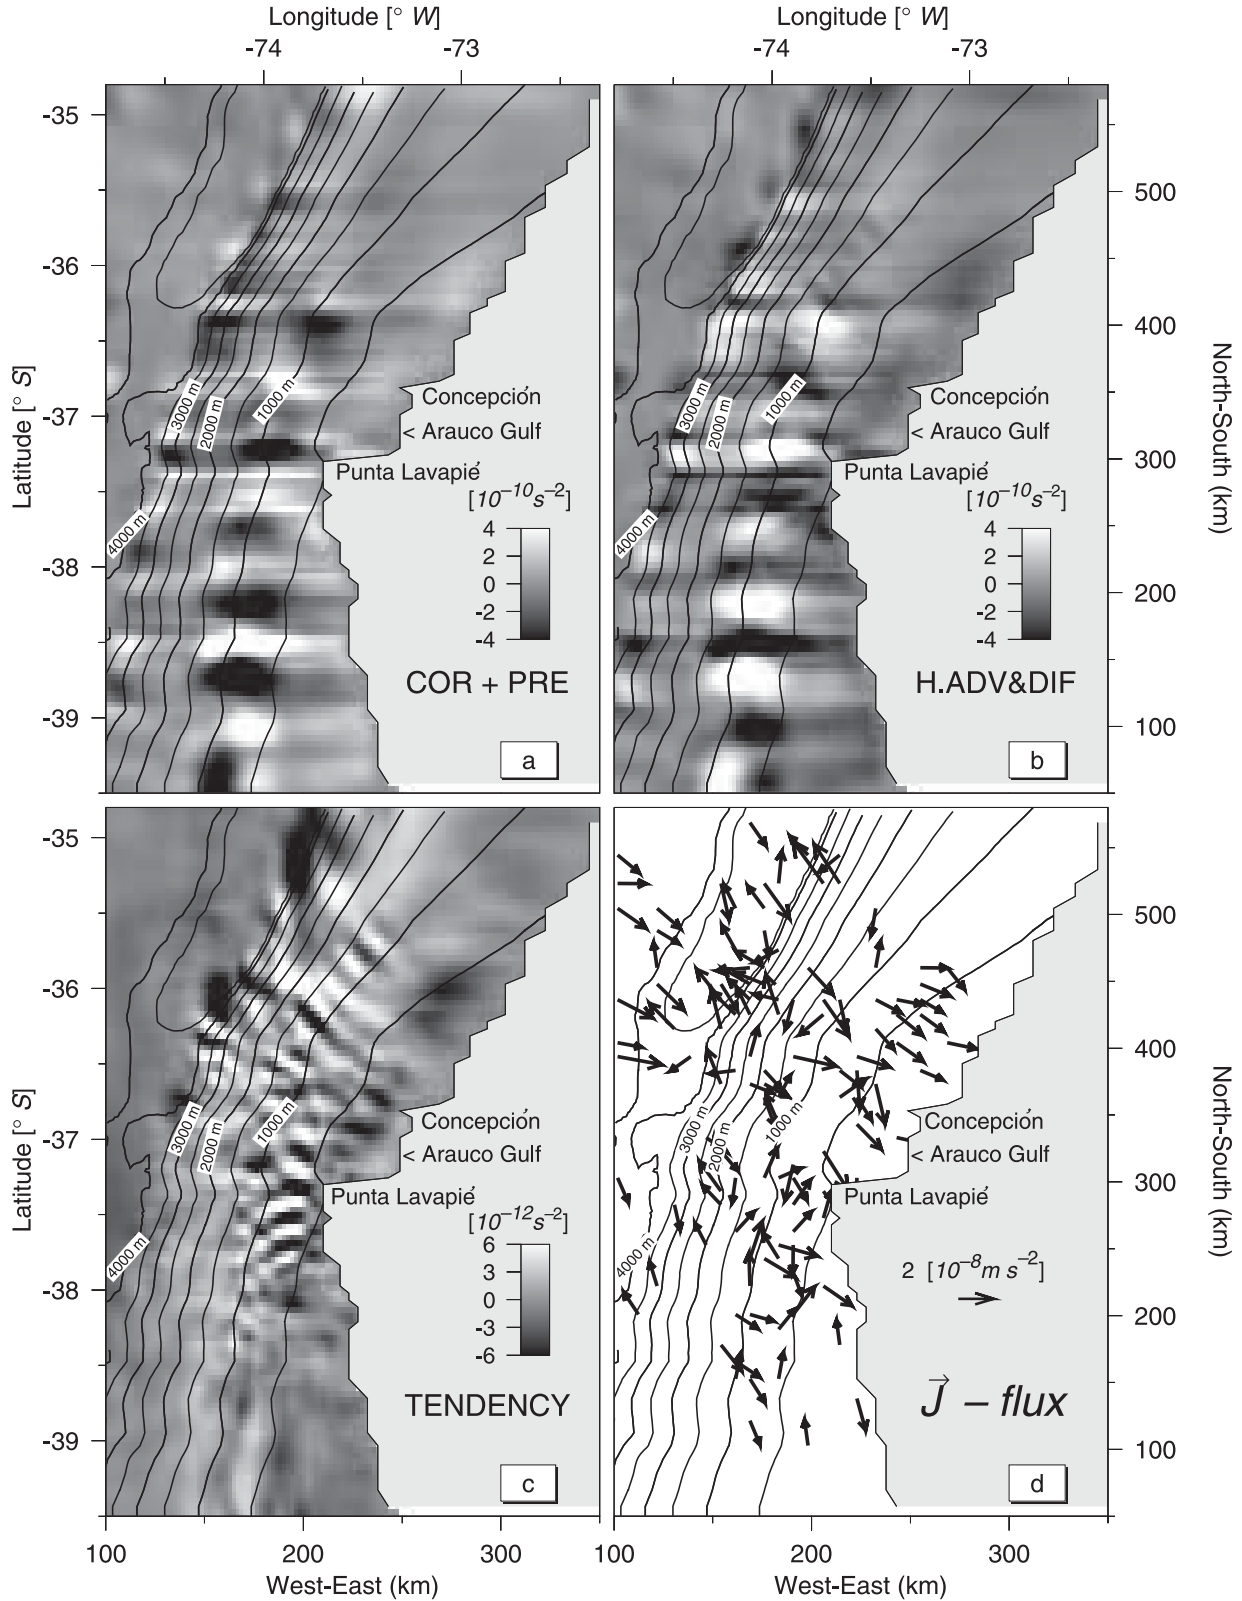 Longitude [° W]
Longitude [° W]
-74
-73
-74
-73
-35
-36
-37
-38
-39
Latitude [° S]
3000 m
2000 m
1000 m
4000 m
Concepción
< Arauco Gulf
Punta Lavapié
[10⁻¹⁰s⁻²]
4
2
0
-2
-4
COR + PRE
a
3000 m
2000 m
1000 m
4000 m
Concepción
< Arauco Gulf
Punta Lavapié
[10⁻¹⁰s⁻²]
4
2
0
-2
-4
H.ADV&DIF
b
500
400
300
200
100
North-South (km)
-35
-36
-37
-38
-39
Latitude [° S]
3000 m
2000 m
1000 m
4000 m
Concepción
< Arauco Gulf
Punta Lavapié
[10⁻¹²s⁻²]
6
3
0
-3
-6
TENDENCY
c
3000 m
2000 m
1000 m
4000 m
Concepción
< Arauco Gulf
Punta Lavapié
2 [10⁻⁸m s⁻²]
J⃗ – flux
d
500
400
300
200
100
North-South (km)
100
200
300
100
200
300
West-East (km)
West-East (km)